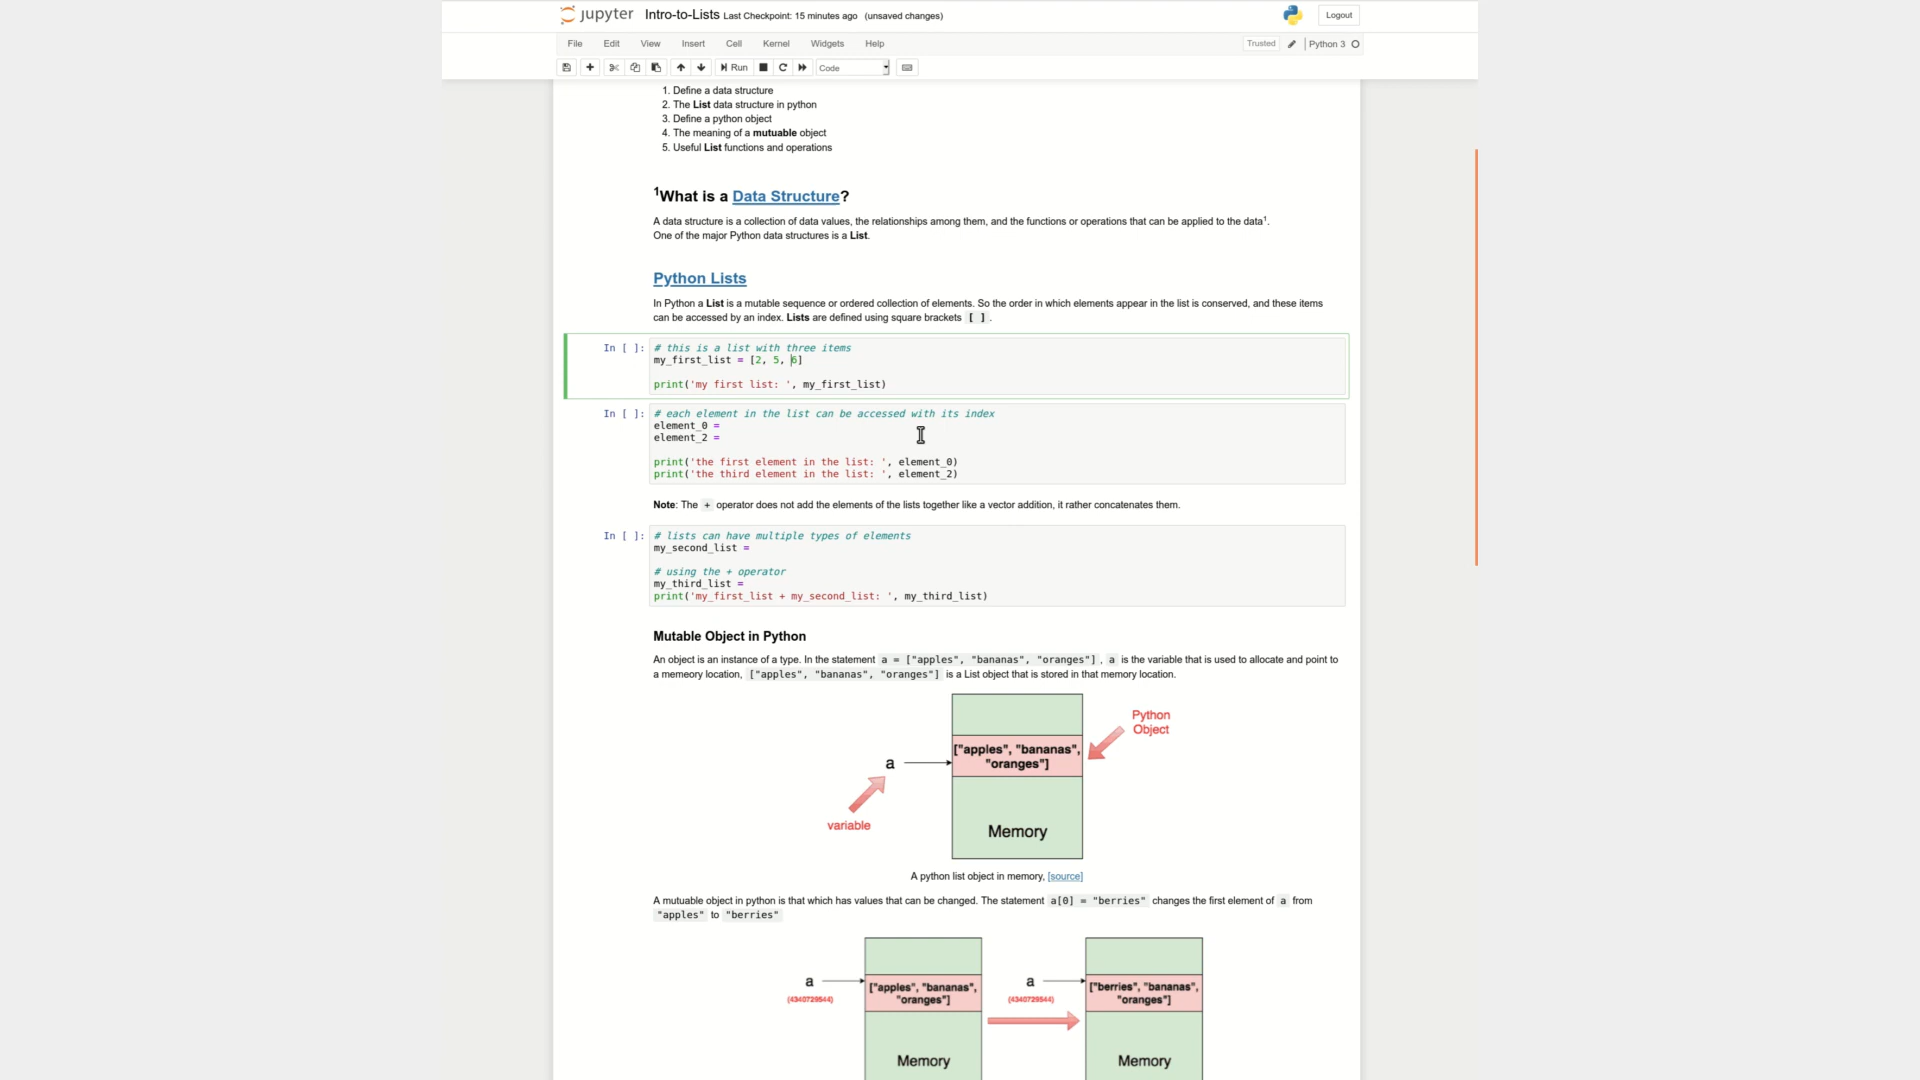 jupyter Intro-to-Lists Last Checkpoint: 15 minutes ago (unsaved changes) Logout
File Edit View Insert Cell Kernel Widgets Help Trusted Python 3
Run Code
1. Define a data structure
2. The List data structure in python
3. Define a python object
4. The meaning of a mutuable object
5. Useful List functions and operations
1What is a Data Structure?
A data structure is a collection of data values, the relationships among them, and the functions or operations that can be applied to the data1.
One of the major Python data structures is a List.
Python Lists
In Python a List is a mutable sequence or ordered collection of elements. So the order in which elements appear in the list is conserved, and these items
can be accessed by an index. Lists are defined using square brackets [ ] .
In [ ]: # this is a list with three items
my_first_list = [2, 5, 6]
print('my first list: ', my_first_list)
In [ ]: # each element in the list can be accessed with its index
element_0 =
element_2 =
print('the first element in the list: ', element_0)
print('the third element in the list: ', element_2)
Note: The + operator does not add the elements of the lists together like a vector addition, it rather concatenates them.
In [ ]: # lists can have multiple types of elements
my_second_list =
# using the + operator
my_third_list =
print('my_first_list + my_second_list: ', my_third_list)
Mutable Object in Python
An object is an instance of a type. In the statement a = ["apples", "bananas", "oranges"] , a is the variable that is used to allocate and point to
a memeory location, ["apples", "bananas", "oranges"] is a List object that is stored in that memory location.
Python
Object
["apples", "bananas",
"oranges"]
a
variable
Memory
A python list object in memory, [source]
A mutuable object in python is that which has values that can be changed. The statement a[0] = "berries" changes the first element of a from
"apples" to "berries"
a ["apples", "bananas", a ["berries", "bananas",
(4340729544) "oranges"] (4340729544) "oranges"]
Memory Memory